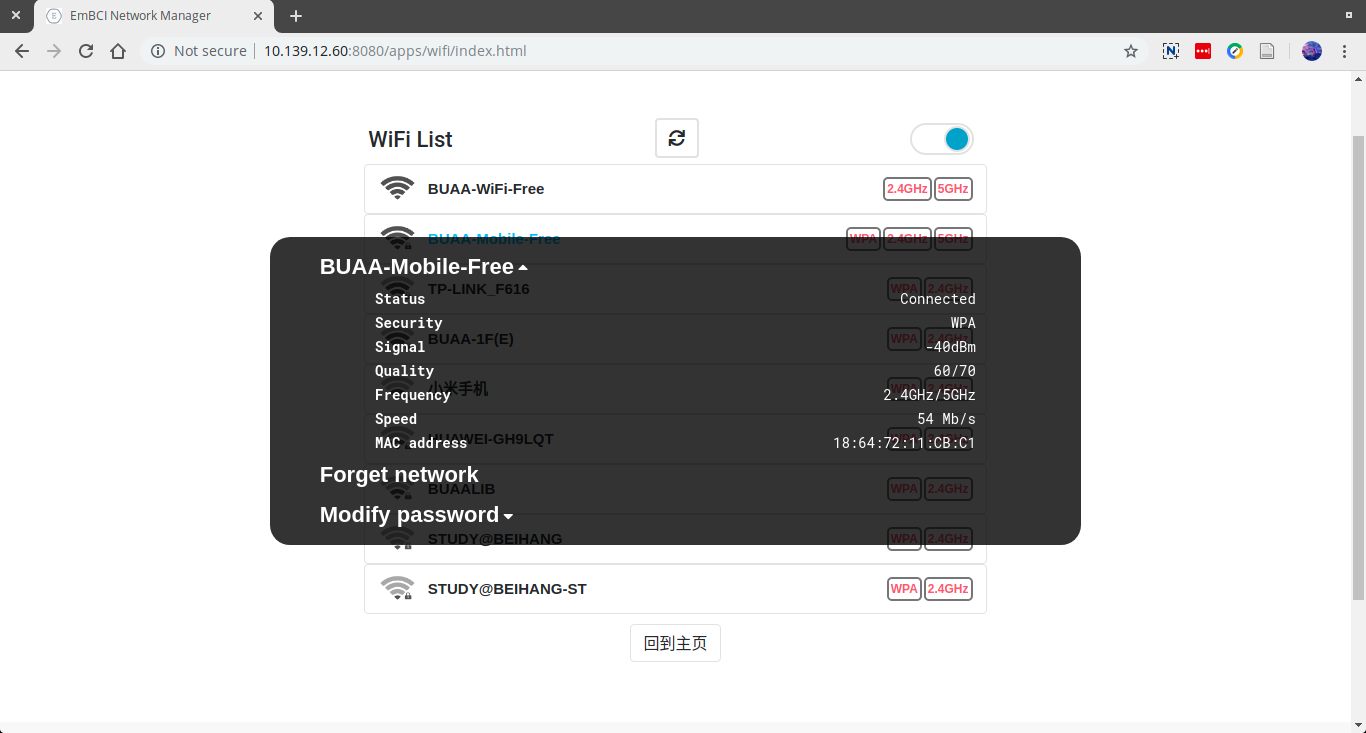 EmBCI Network Manager
Not secure
10.139.12.60:8080/apps/wifi/index.html
WiFi List
BUAA-WiFi-Free 2.4GHz 5GHz
BUAA-Mobile-Free WPA 2.4GHz 5GHz
BUAA-Mobile-Free
TP-LINK_F616 WPA 2.4GHz
Status Connected
Security WPA
BUAA-1F(E) WPA 2.4GHz
Signal -40dBm
Quality 60/70
小米手机 WPA 2.4GHz
Frequency 2.4GHz/5GHz
Speed 54 Mb/s
HUAWEI-GH9LQT
MAC address 18:64:72:11:CB:C1
Forget network
BUAALIB WPA 2.4GHz
Modify password
STUDY@BEIHANG WPA 2.4GHz
STUDY@BEIHANG-ST WPA 2.4GHz
回到主页